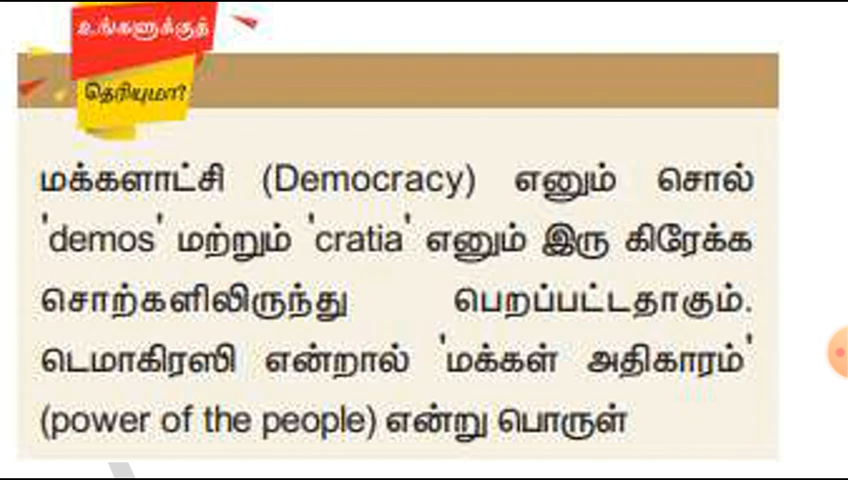 உங்களுக்குத்
தெரியுமா?
மக்களாட்சி (Democracy) எனும் சொல்
'demos' மற்றும் 'cratia' எனும் இரு கிரேக்க
சொற்களிலிருந்து பெறப்பட்டதாகும்.
டெமாகிரஸி என்றால் 'மக்கள் அதிகாரம்'
(power of the people) என்று பொருள்